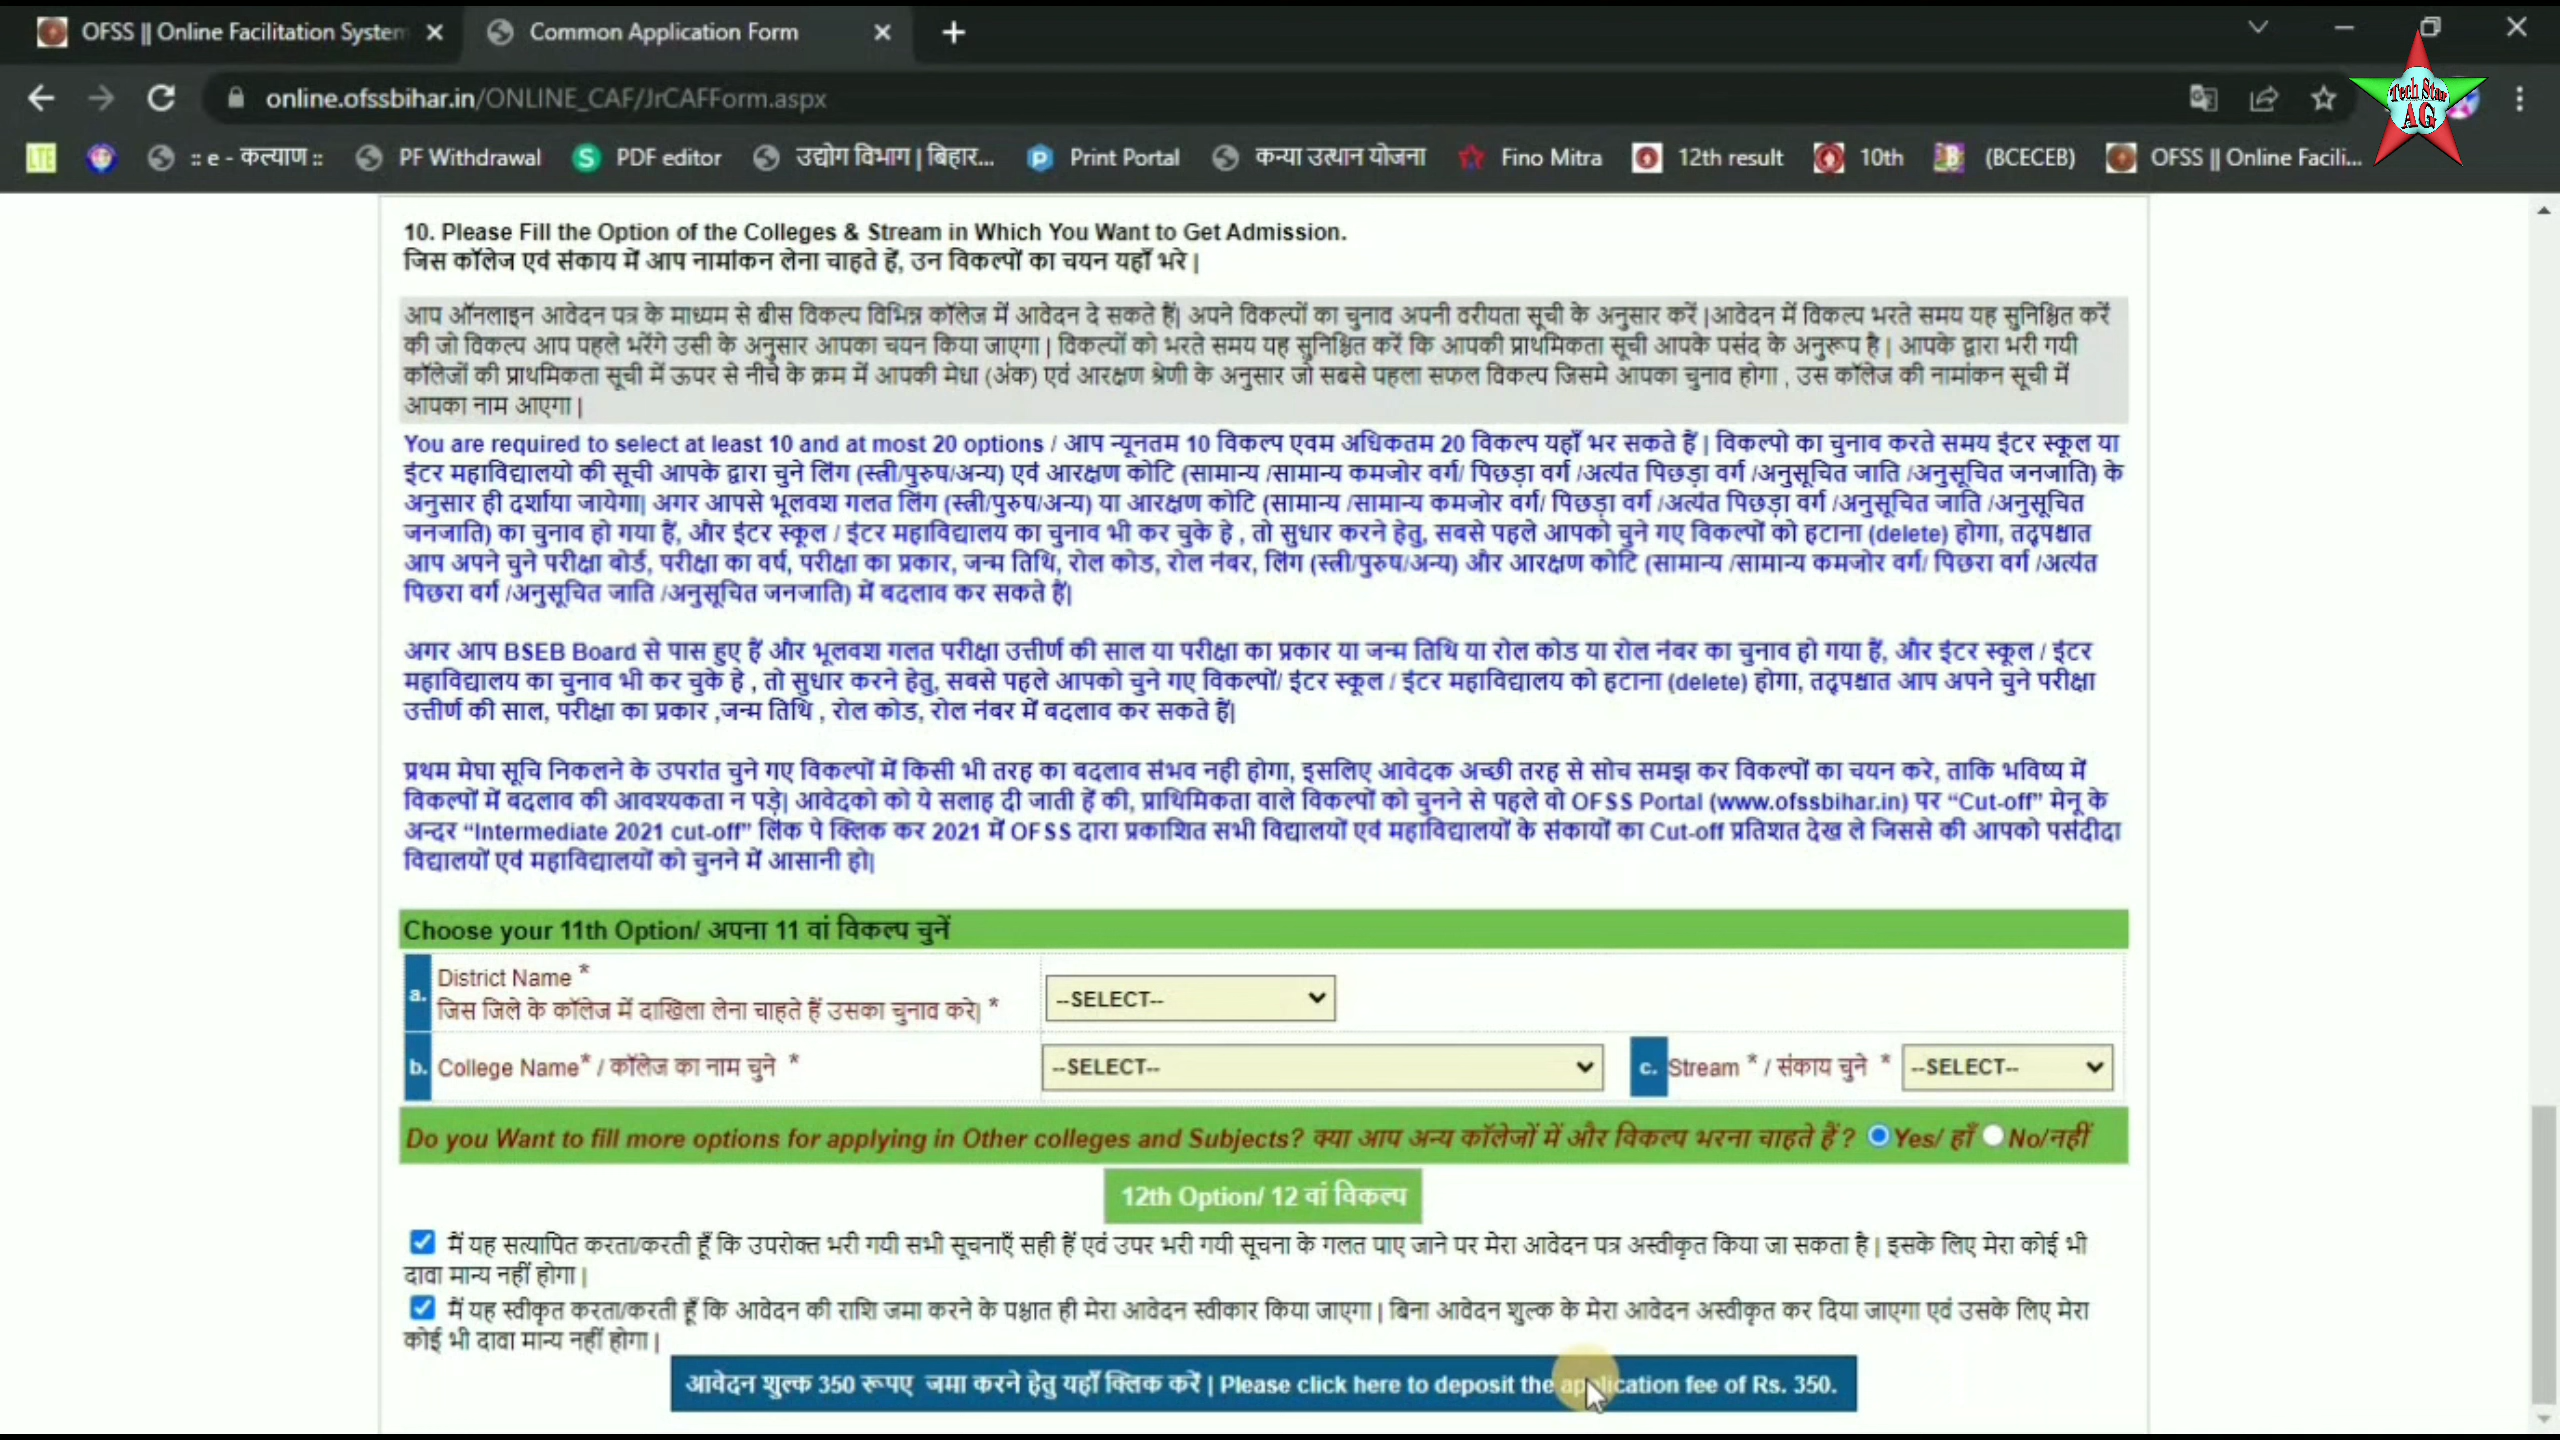 OFSS || Online Facilitation System
Common Application Form
online.ofssbihar.in/ONLINE_CAF/JrCAFForm.aspx
Tech Star
AG
LTE
:: e - कल्याण ::
PF Withdrawal
PDF editor
उद्योग विभाग | बिहार...
Print Portal
कन्या उत्थान योजना
Fino Mitra
12th result
10th
(BCECEB)
OFSS || Online Facili...
10. Please Fill the Option of the Colleges & Stream in Which You Want to Get Admission.
जिस कॉलेज एवं संकाय में आप नामांकन लेना चाहते हैं, उन विकल्पों का चयन यहाँ भरे |
आप ऑनलाइन आवेदन पत्र के माध्यम से बीस विकल्प विभिन्न कॉलेज में आवेदन दे सकते हैं| अपने विकल्पों का चुनाव अपनी वरीयता सूची के अनुसार करें |आवेदन में विकल्प भरते समय यह सुनिश्चित करें
की जो विकल्प आप पहले भरेंगे उसी के अनुसार आपका चयन किया जाएगा | विकल्पों को भरते समय यह सुनिश्चित करें कि आपकी प्राथमिकता सूची आपके पसंद के अनुरूप है | आपके द्वारा भरी गयी
कॉलेजों की प्राथमिकता सूची में ऊपर से नीचे के क्रम में आपकी मेधा (अंक) एवं आरक्षण श्रेणी के अनुसार जो सबसे पहला सफल विकल्प जिसमे आपका चुनाव होगा , उस कॉलेज की नामांकन सूची में
आपका नाम आएगा |
You are required to select at least 10 and at most 20 options / आप न्यूनतम 10 विकल्प एवम अधिकतम 20 विकल्प यहाँ भर सकते हैं | विकल्पो का चुनाव करते समय इंटर स्कूल या
इंटर महाविद्यालयो की सूची आपके द्वारा चुने लिंग (स्त्री/पुरुष/अन्य) एवं आरक्षण कोटि (सामान्य /सामान्य कमजोर वर्ग/ पिछड़ा वर्ग /अत्यंत पिछड़ा वर्ग /अनुसूचित जाति /अनुसूचित जनजाति) के
अनुसार ही दर्शाया जायेगा| अगर आपसे भूलवश गलत लिंग (स्त्री/पुरुष/अन्य) या आरक्षण कोटि (सामान्य /सामान्य कमजोर वर्ग/ पिछड़ा वर्ग /अत्यंत पिछड़ा वर्ग /अनुसूचित जाति /अनुसूचित
जनजाति) का चुनाव हो गया हैं, और इंटर स्कूल / इंटर महाविद्यालय का चुनाव भी कर चुके हे , तो सुधार करने हेतु, सबसे पहले आपको चुने गए विकल्पों को हटाना (delete) होगा, तद्पश्चात
आप अपने चुने परीक्षा बोर्ड, परीक्षा का वर्ष, परीक्षा का प्रकार, जन्म तिथि, रोल कोड, रोल नंबर, लिंग (स्त्री/पुरुष/अन्य) और आरक्षण कोटि (सामान्य /सामान्य कमजोर वर्ग/ पिछरा वर्ग /अत्यंत
पिछरा वर्ग /अनुसूचित जाति /अनुसूचित जनजाति) में बदलाव कर सकते हैं|
अगर आप BSEB Board से पास हुए हैं और भूलवश गलत परीक्षा उत्तीर्ण की साल या परीक्षा का प्रकार या जन्म तिथि या रोल कोड या रोल नंबर का चुनाव हो गया हैं, और इंटर स्कूल / इंटर
महाविद्यालय का चुनाव भी कर चुके हे , तो सुधार करने हेतु, सबसे पहले आपको चुने गए विकल्पों/ इंटर स्कूल / इंटर महाविद्यालय को हटाना (delete) होगा, तद्पश्चात आप अपने चुने परीक्षा
उत्तीर्ण की साल, परीक्षा का प्रकार ,जन्म तिथि , रोल कोड, रोल नंबर में बदलाव कर सकते हैं|
प्रथम मेघा सूचि निकलने के उपरांत चुने गए विकल्पों में किसी भी तरह का बदलाव संभव नही होगा, इसलिए आवेदक अच्छी तरह से सोच समझ कर विकल्पों का चयन करे, ताकि भविष्य में
विकल्पों में बदलाव की आवश्यकता न पड़े| आवेदको को ये सलाह दी जाती हें की, प्राथिमिकता वाले विकल्पों को चुनने से पहले वो OFSS Portal (www.ofssbihar.in) पर “Cut-off” मेनू के
अन्दर “Intermediate 2021 cut-off” लिंक पे क्लिक कर 2021 में OFSS द्वारा प्रकाशित सभी विद्यालयों एवं महाविद्यालयों के संकायों का Cut-off प्रतिशत देख ले जिससे की आपको पसंदीदा
विद्यालयों एवं महाविद्यालयों को चुनने में आसानी हो|
Choose your 11th Option/ अपना 11 वां विकल्प चुनें
a. District Name *
जिस जिले के कॉलेज में दाखिला लेना चाहते हैं उसका चुनाव करे| * --SELECT--
b. College Name* / कॉलेज का नाम चुने * --SELECT-- c. Stream * / संकाय चुने * --SELECT--
Do you Want to fill more options for applying in Other colleges and Subjects? क्या आप अन्य कॉलेजों में और विकल्प भरना चाहते हैं ? Yes/ हाँ No/नहीं
12th Option/ 12 वां विकल्प
मैं यह सत्यापित करता/करती हूँ कि उपरोक्त भरी गयी सभी सूचनाएँ सही हैं एवं उपर भरी गयी सूचना के गलत पाए जाने पर मेरा आवेदन पत्र अस्वीकृत किया जा सकता है | इसके लिए मेरा कोई भी
दावा मान्य नहीं होगा |
मैं यह स्वीकृत करता/करती हूँ कि आवेदन की राशि जमा करने के पश्चात ही मेरा आवेदन स्वीकार किया जाएगा | बिना आवेदन शुल्क के मेरा आवेदन अस्वीकृत कर दिया जाएगा एवं उसके लिए मेरा
कोई भी दावा मान्य नहीं होगा |
आवेदन शुल्क 350 रूपए जमा करने हेतु यहाँ क्लिक करें | Please click here to deposit the application fee of Rs. 350.